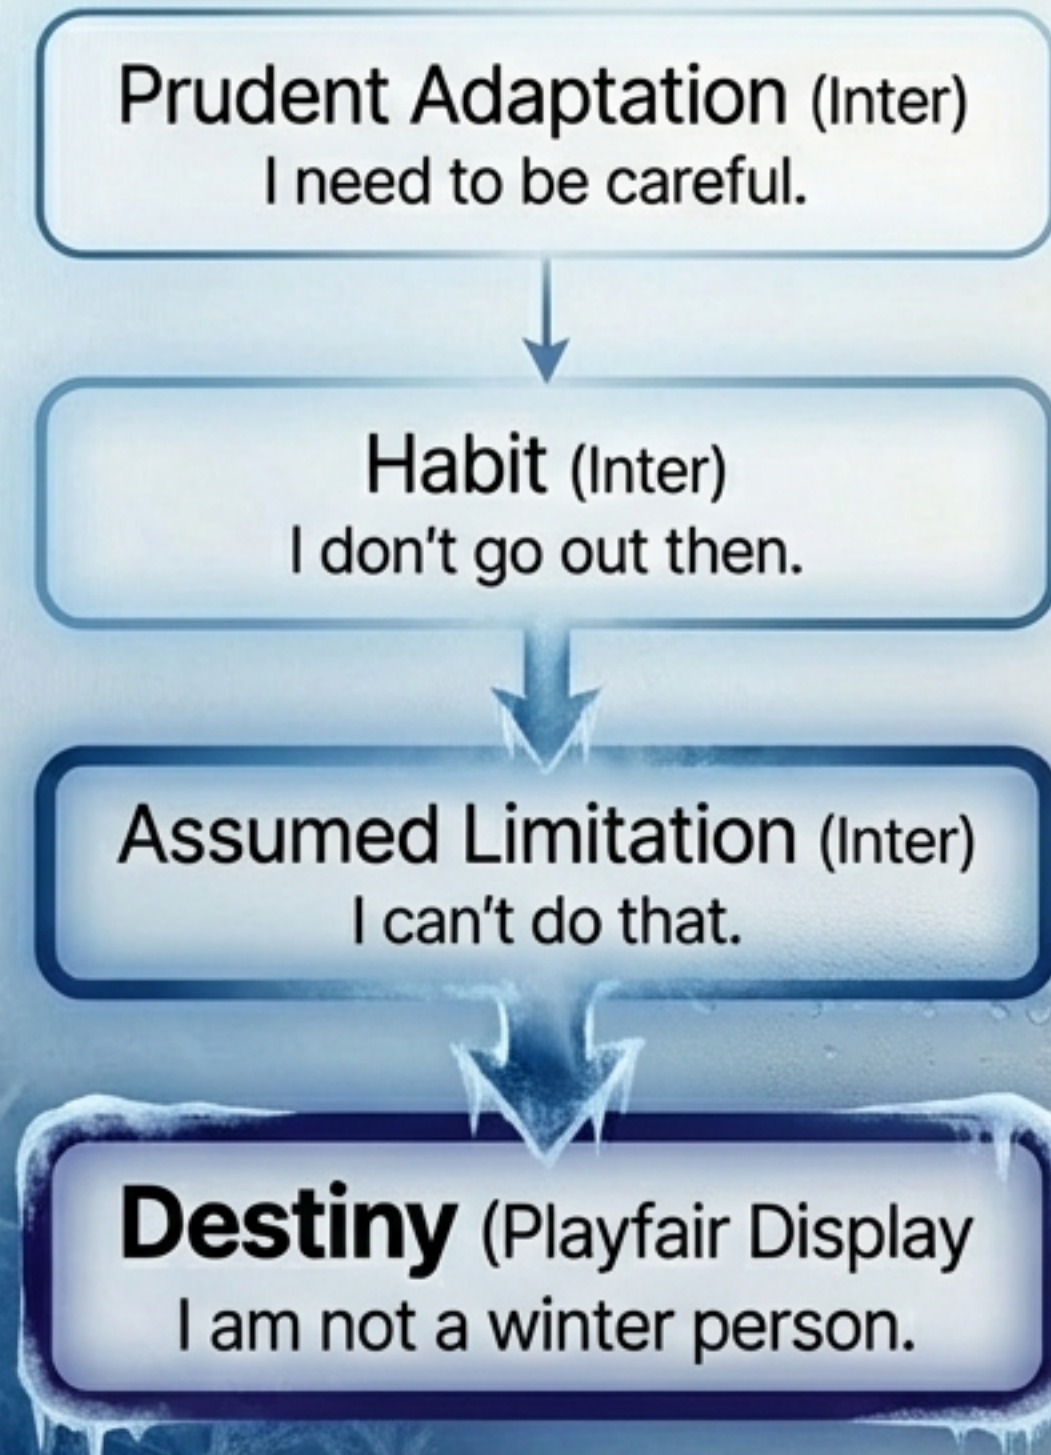 Prudent Adaptation (Inter)
I need to be careful.
Habit (Inter)
I don't go out then.
Assumed Limitation (Inter)
I can't do that.
Destiny (Playfair Display
I am not a winter person.